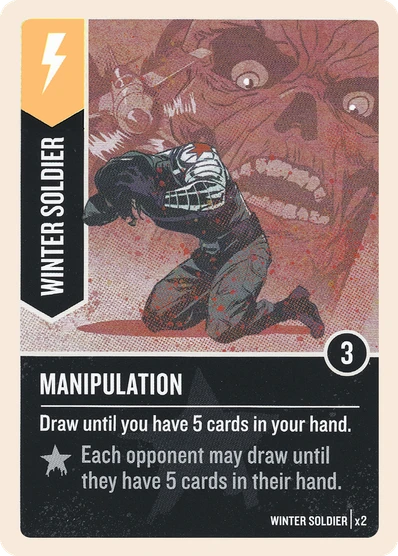 WINTER SOLDIER
3
MANIPULATION
Draw until you have 5 cards in your hand.
Each opponent may draw until
they have 5 cards in their hand.
WINTER SOLDIER | x2